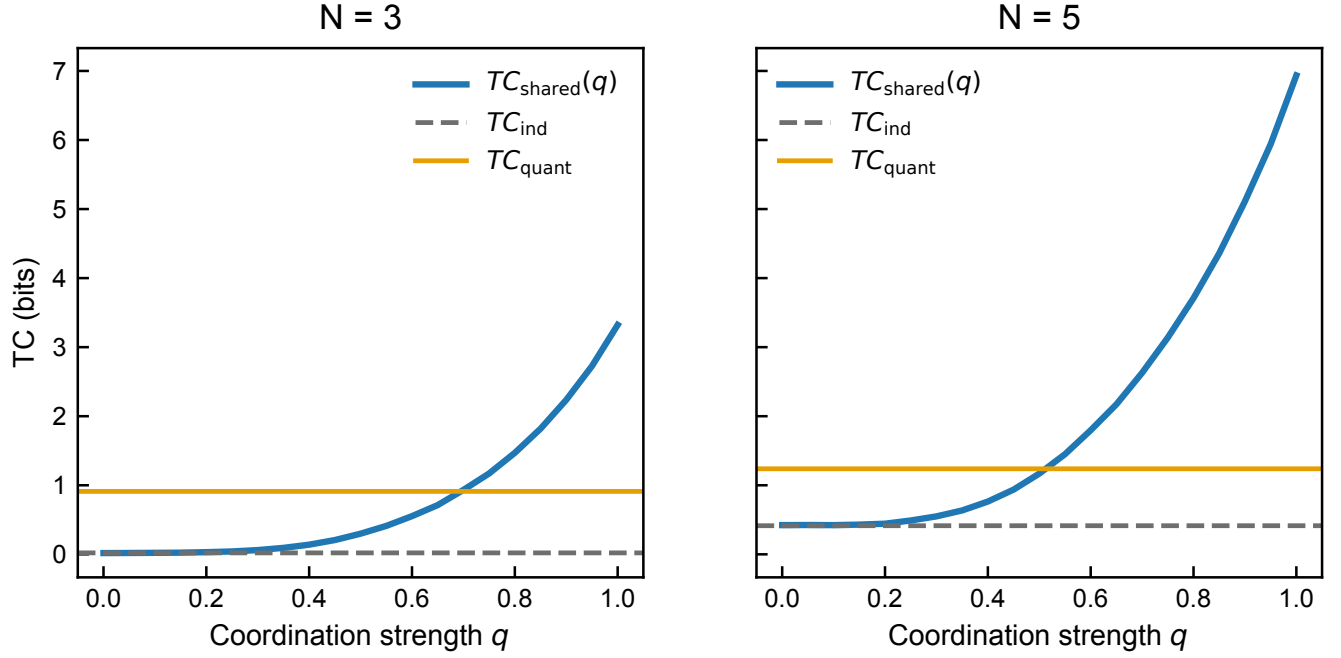 N = 3
7
6
5
4
3
2
1
0
TC (bits)
TC_shared(q)
TC_ind
TC_quant
0.0 0.2 0.4 0.6 0.8 1.0
Coordination strength q
N = 5
TC_shared(q)
TC_ind
TC_quant
0.0 0.2 0.4 0.6 0.8 1.0
Coordination strength q